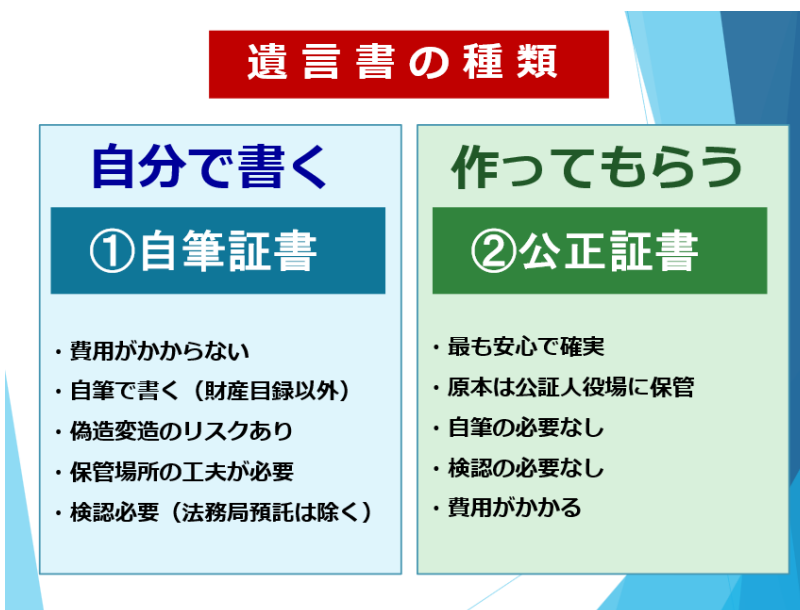 遺言書の種類
自分で書く
①自筆証書
・費用がかからない
・自筆で書く（財産目録以外）
・偽造変造のリスクあり
・保管場所の工夫が必要
・検認必要（法務局預託は除く）
作ってもらう
②公正証書
・最も安心で確実
・原本は公証人役場に保管
・自筆の必要なし
・検認の必要なし
・費用がかかる